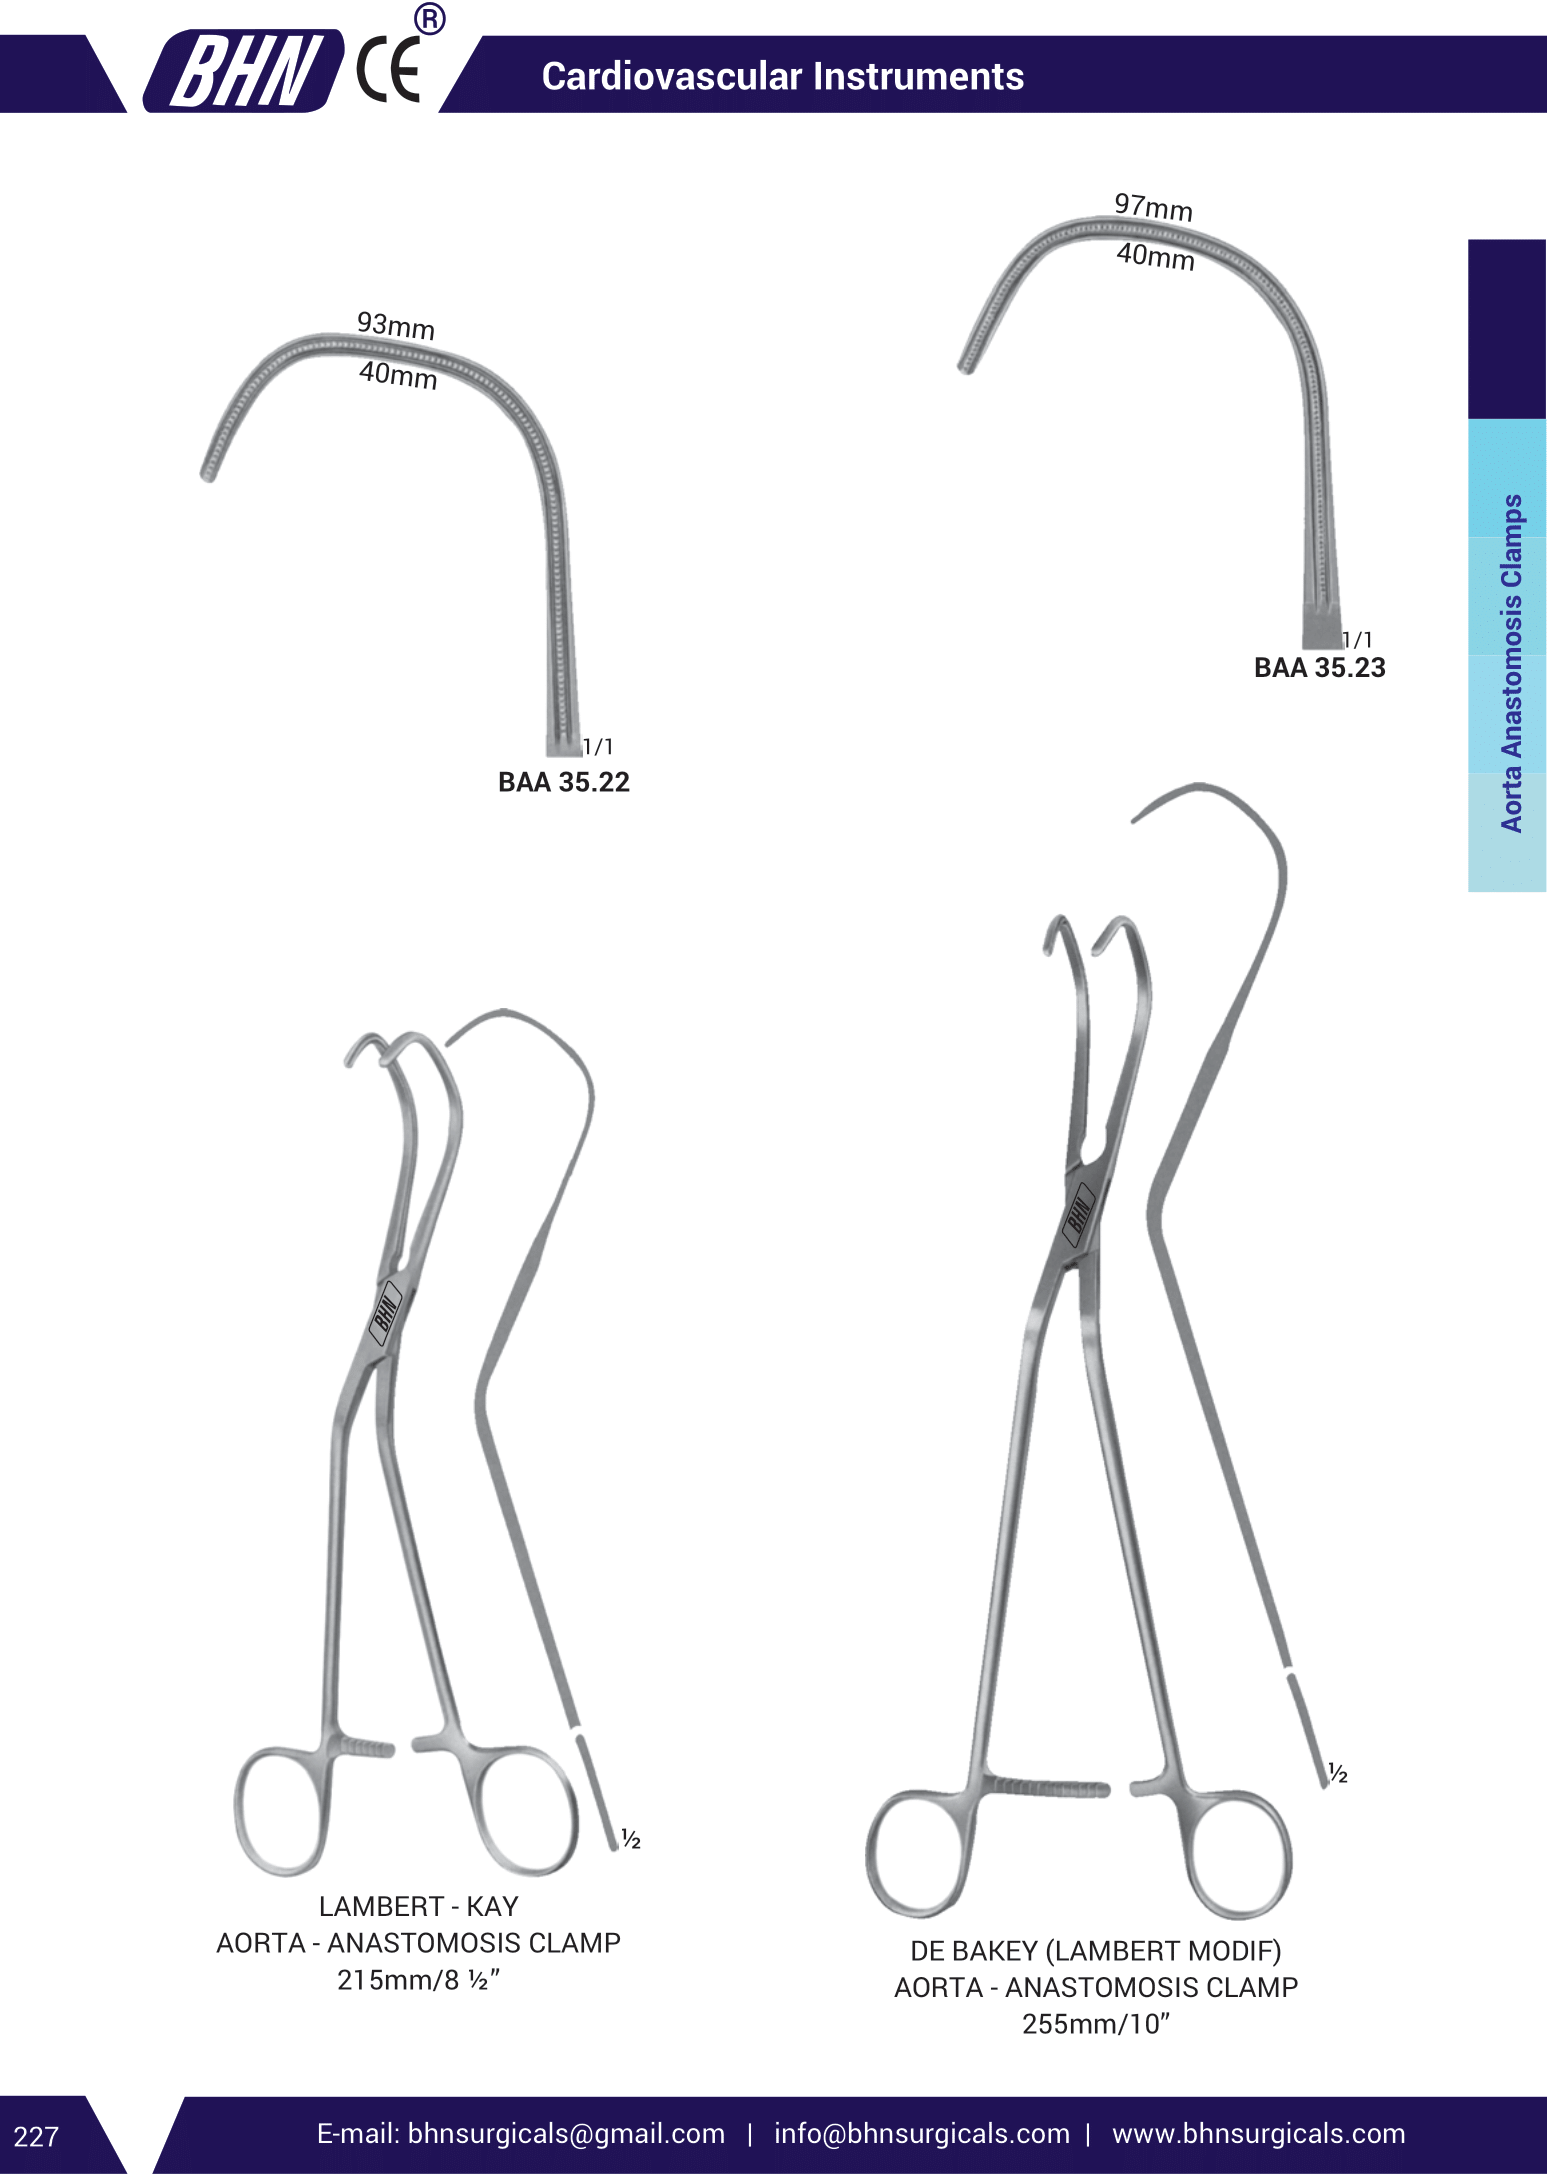 BHN CE ®
Cardiovascular Instruments
97mm
40mm
93mm
40mm
1/1
BAA 35.23
1/1
BAA 35.22
Aorta Anastomosis Clamps
BHN
BHN
½
½
LAMBERT - KAY
AORTA - ANASTOMOSIS CLAMP
215mm/8 ½”
DE BAKEY (LAMBERT MODIF)
AORTA - ANASTOMOSIS CLAMP
255mm/10”
227
E-mail: bhnsurgicals@gmail.com | info@bhnsurgicals.com | www.bhnsurgicals.com